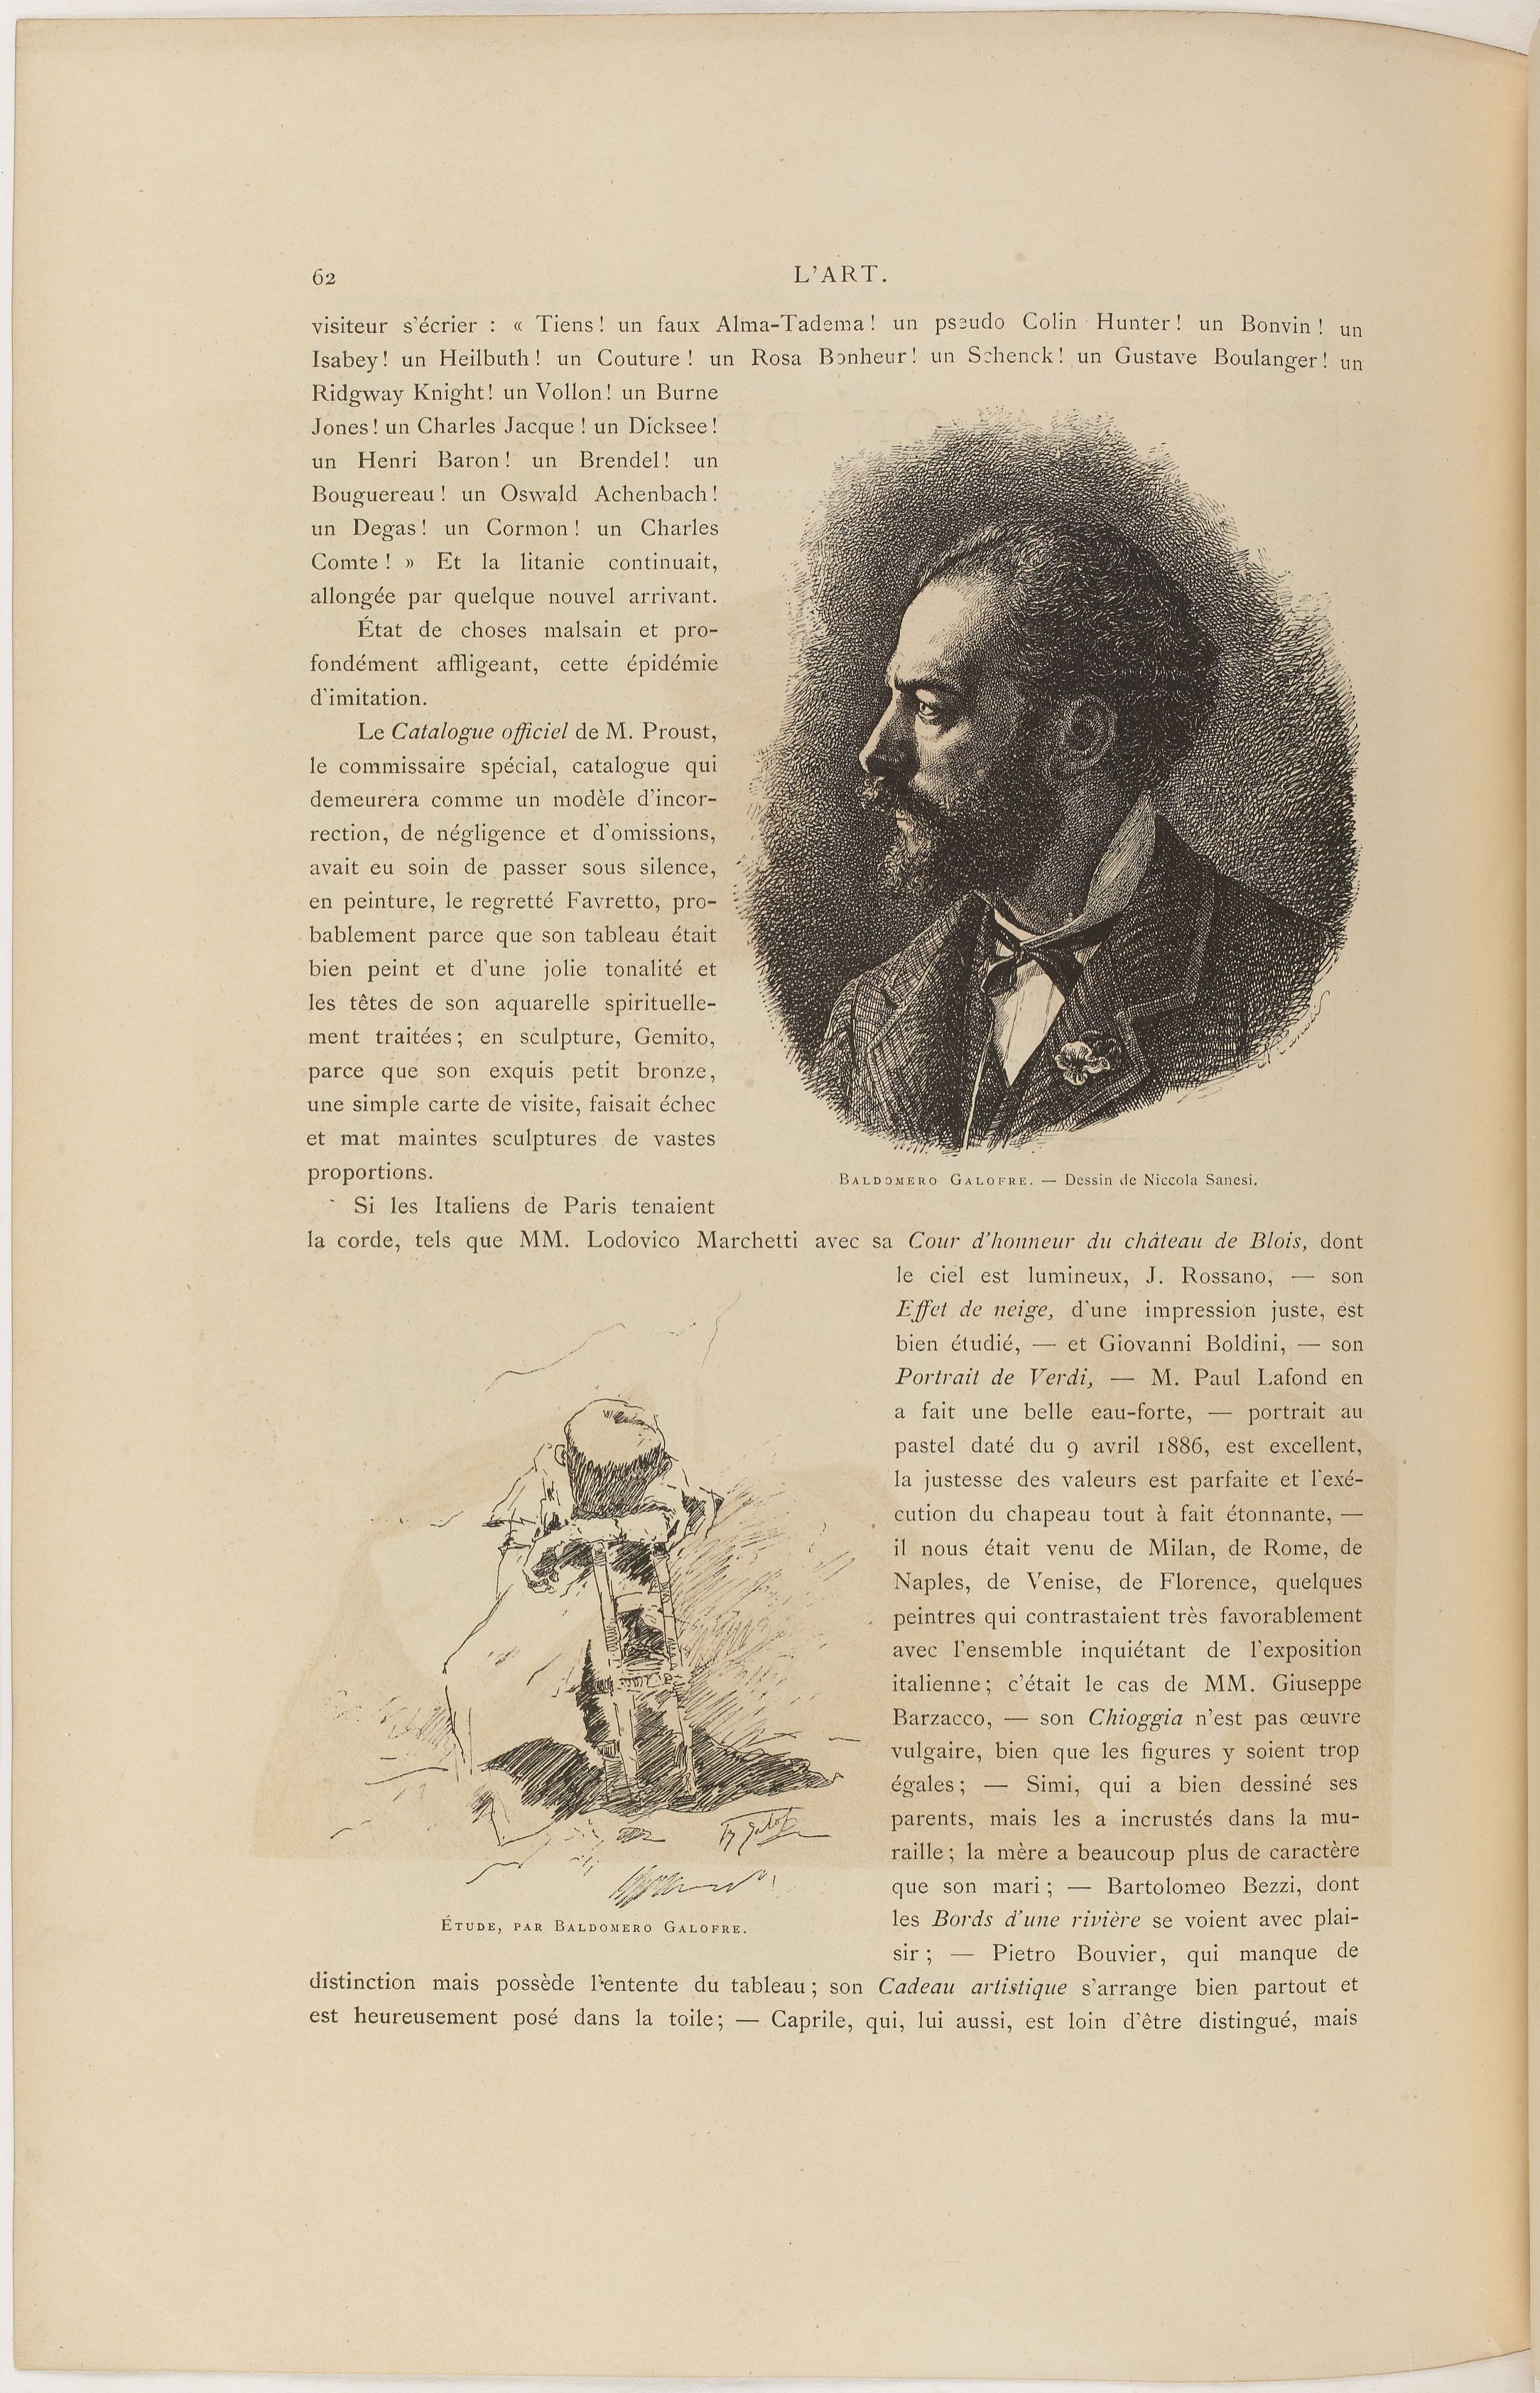 62
L'ART.
visiteur s'écrier : « Tiens! un faux Alma-Tadema! un pseudo Colin Hunter! un Bonvin! un
Isabey! un Heilbuth! un Couture! un Rosa Bonheur! un Schenck! un Gustave Boulanger! un
Ridgway Knight! un Vollon! un Burne
Jones! un Charles Jacque! un Dicksee!
un Henri Baron! un Brendel! un
Bouguereau! un Oswald Achenbach!
un Degas! un Cormon! un Charles
Comte! » Et la litanie continuait,
allongée par quelque nouvel arrivant.
État de choses malsain et pro-
fondément affligeant, cette épidémie
d'imitation.
Le Catalogue officiel de M. Proust,
le commissaire spécial, catalogue qui
demeurera comme un modèle d'incor-
rection, de négligence et d'omissions,
avait eu soin de passer sous silence,
en peinture, le regretté Favretto, pro-
bablement parce que son tableau était
bien peint et d'une jolie tonalité et
les têtes de son aquarelle spirituelle-
ment traitées; en sculpture, Gemito,
parce que son exquis petit bronze,
une simple carte de visite, faisait échec
et mat maintes sculptures de vastes
proportions.
BALDOMERO GALOFRE. — Dessin de Niccola Sanesi.
Si les Italiens de Paris tenaient
la corde, tels que MM. Lodovico Marchetti avec sa Cour d'honneur du château de Blois, dont
le ciel est lumineux, J. Rossano, — son
Effet de neige, d'une impression juste, est
bien étudié, — et Giovanni Boldini, — son
Portrait de Verdi, — M. Paul Lafond en
a fait une belle eau-forte, — portrait au
pastel daté du 9 avril 1886, est excellent,
la justesse des valeurs est parfaite et l'exé-
cution du chapeau tout à fait étonnante, —
il nous était venu de Milan, de Rome, de
Naples, de Venise, de Florence, quelques
peintres qui contrastaient très favorablement
avec l'ensemble inquiétant de l'exposition
italienne; c'était le cas de MM. Giuseppe
Barzacco, — son Chioggia n'est pas œuvre
vulgaire, bien que les figures y soient trop
égales; — Simi, qui a bien dessiné ses
parents, mais les a incrustés dans la mu-
raille; la mère a beaucoup plus de caractère
que son mari; — Bartolomeo Bezzi, dont
les Bords d'une rivière se voient avec plai-
sir; — Pietro Bouvier, qui manque de
ÉTUDE, PAR BALDOMERO GALOFRE.
distinction mais possède l'entente du tableau; son Cadeau artistique s'arrange bien partout et
est heureusement posé dans la toile; — Caprile, qui, lui aussi, est loin d'être distingué, mais